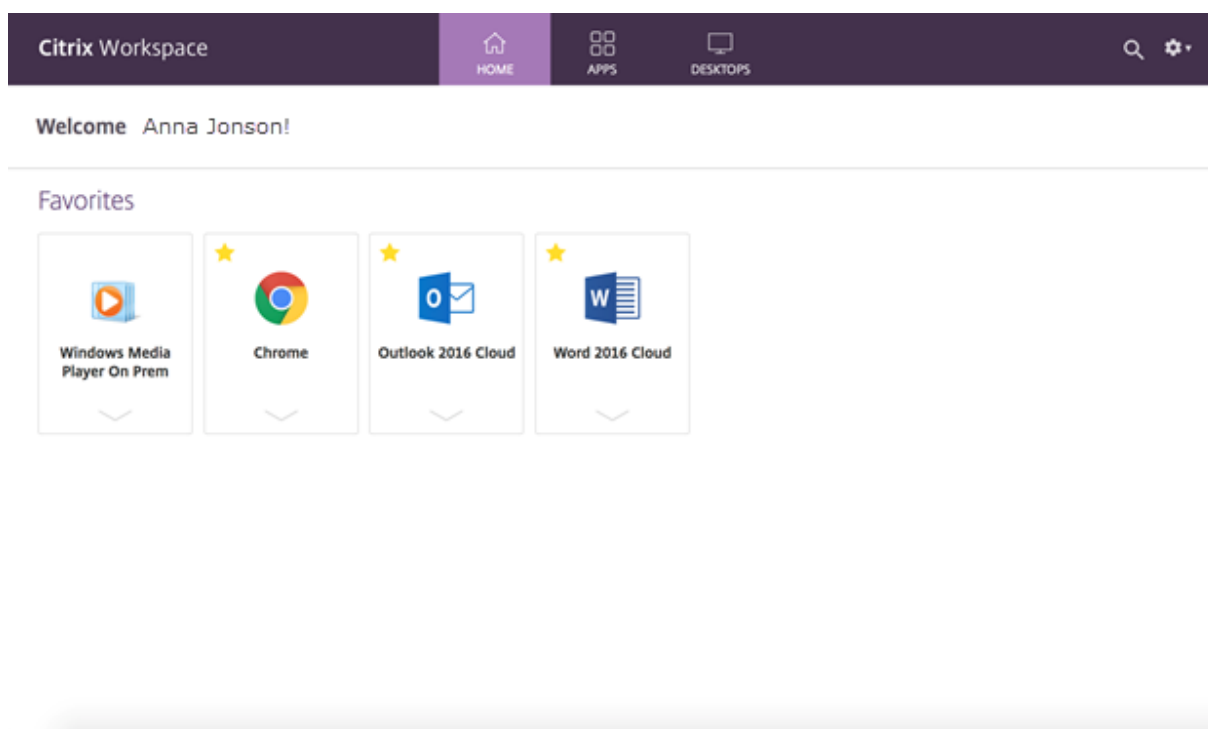 Citrix Workspace
HOME
APPS
DESKTOPS
Welcome Anna Jonson!
Favorites
Windows Media
Player On Prem
Chrome
O
Outlook 2016 Cloud
W
Word 2016 Cloud